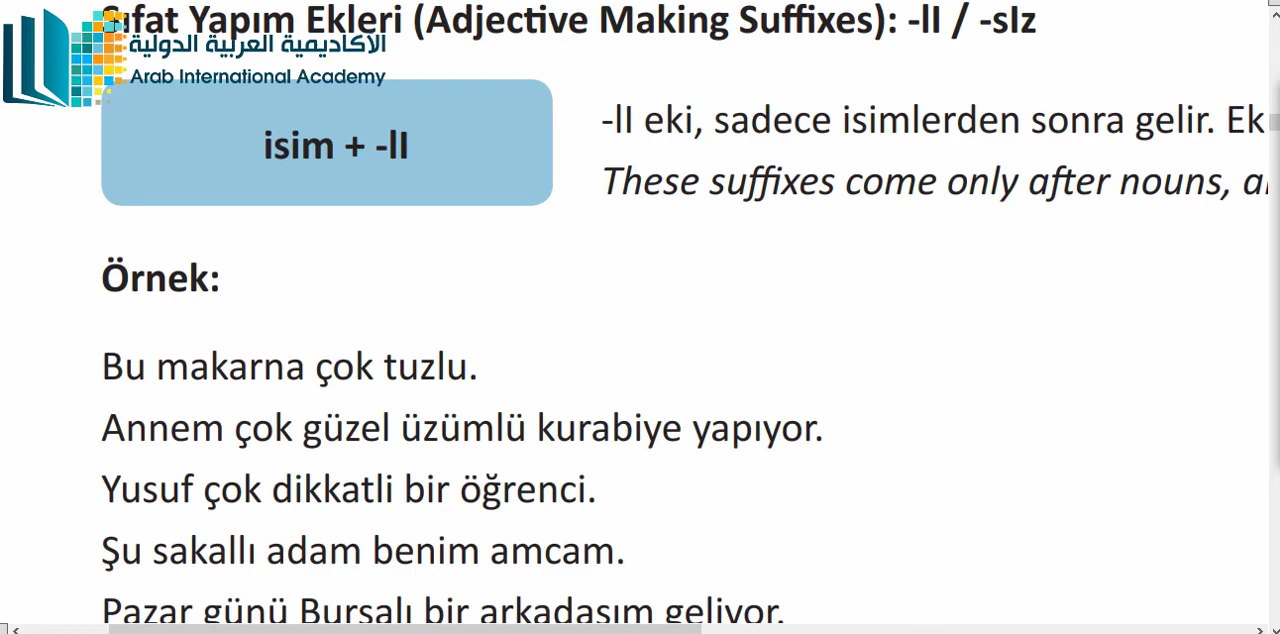 Sıfat Yapım Ekleri (Adjective Making Suffixes): -lI / -sIz
الأكاديمية العربية الدولية
Arab International Academy
isim + -lI
-lI eki, sadece isimlerden sonra gelir. Ek
These suffixes come only after nouns,
Örnek:
Bu makarna çok tuzlu.
Annem çok güzel üzümlü kurabiye yapıyor.
Yusuf çok dikkatli bir öğrenci.
Şu sakallı adam benim amcam.
Pazar günü Bursalı bir arkadaşım geliyor.